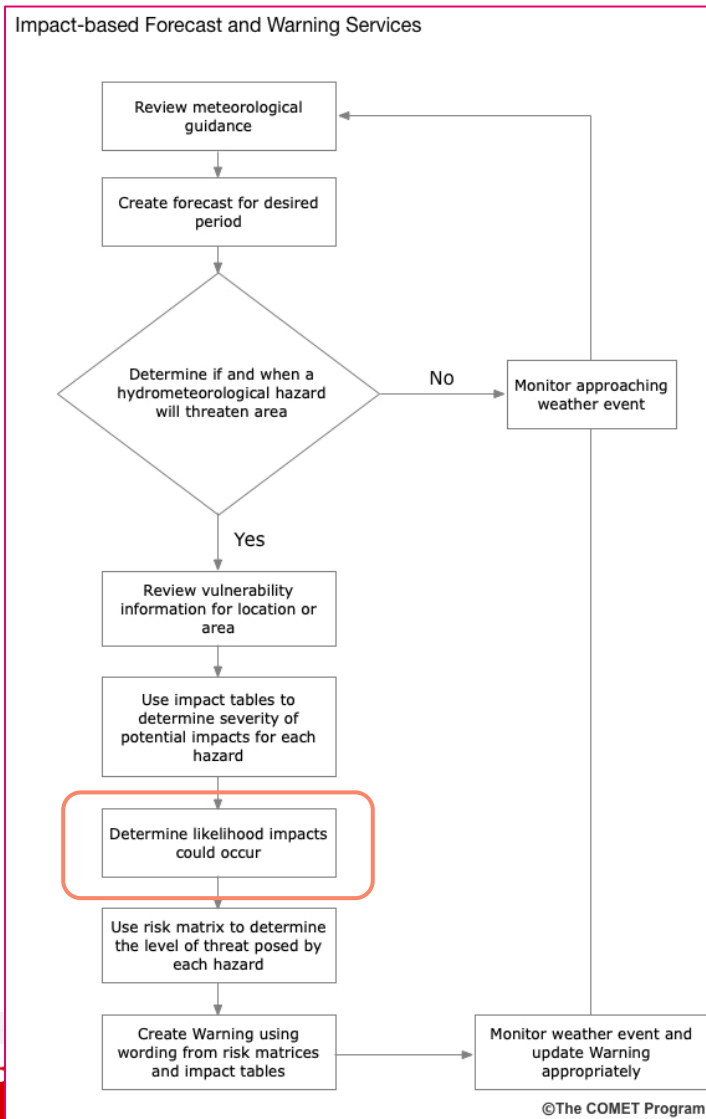 Impact-based Forecast and Warning Services
Review meteorological
guidance
Create forecast for desired
period
Determine if and when a
hydrometeorological hazard
will threaten area
No
Monitor approaching
weather event
Yes
Review vulnerability
information for location or
area
Use impact tables to
determine severity of
potential impacts for each
hazard
Determine likelihood impacts
could occur
Use risk matrix to determine
the level of threat posed by
each hazard
Create Warning using
wording from risk matrices
and impact tables
Monitor weather event and
update Warning
appropriately
©The COMET Program